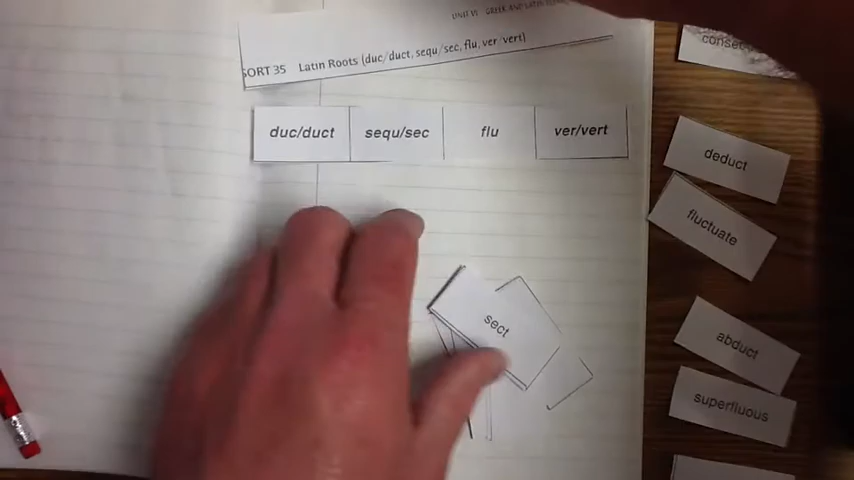 UNIT VI GREEK AND LATIN
SORT 35 Latin Roots (duc/duct, sequ/sec, flu, ver/vert)
duc/duct sequ/sec flu ver/vert
deduct
fluctuate
sect
abduct
superfluous